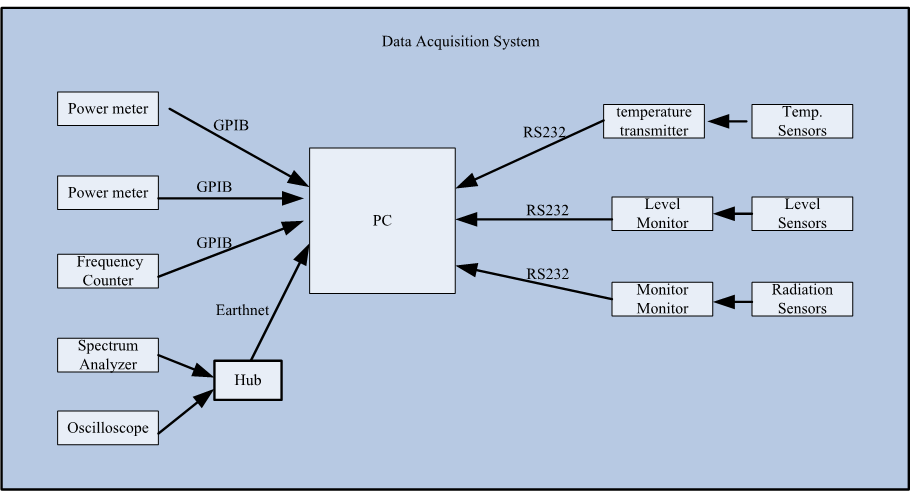 Data Acquisition System
Power meter
GPIB
Power meter
GPIB
Frequency
Counter
GPIB
Earthnet
Spectrum
Analyzer
Hub
Oscilloscope
PC
RS232
temperature
transmitter
Temp.
Sensors
RS232
Level
Monitor
Level
Sensors
RS232
Monitor
Monitor
Radiation
Sensors